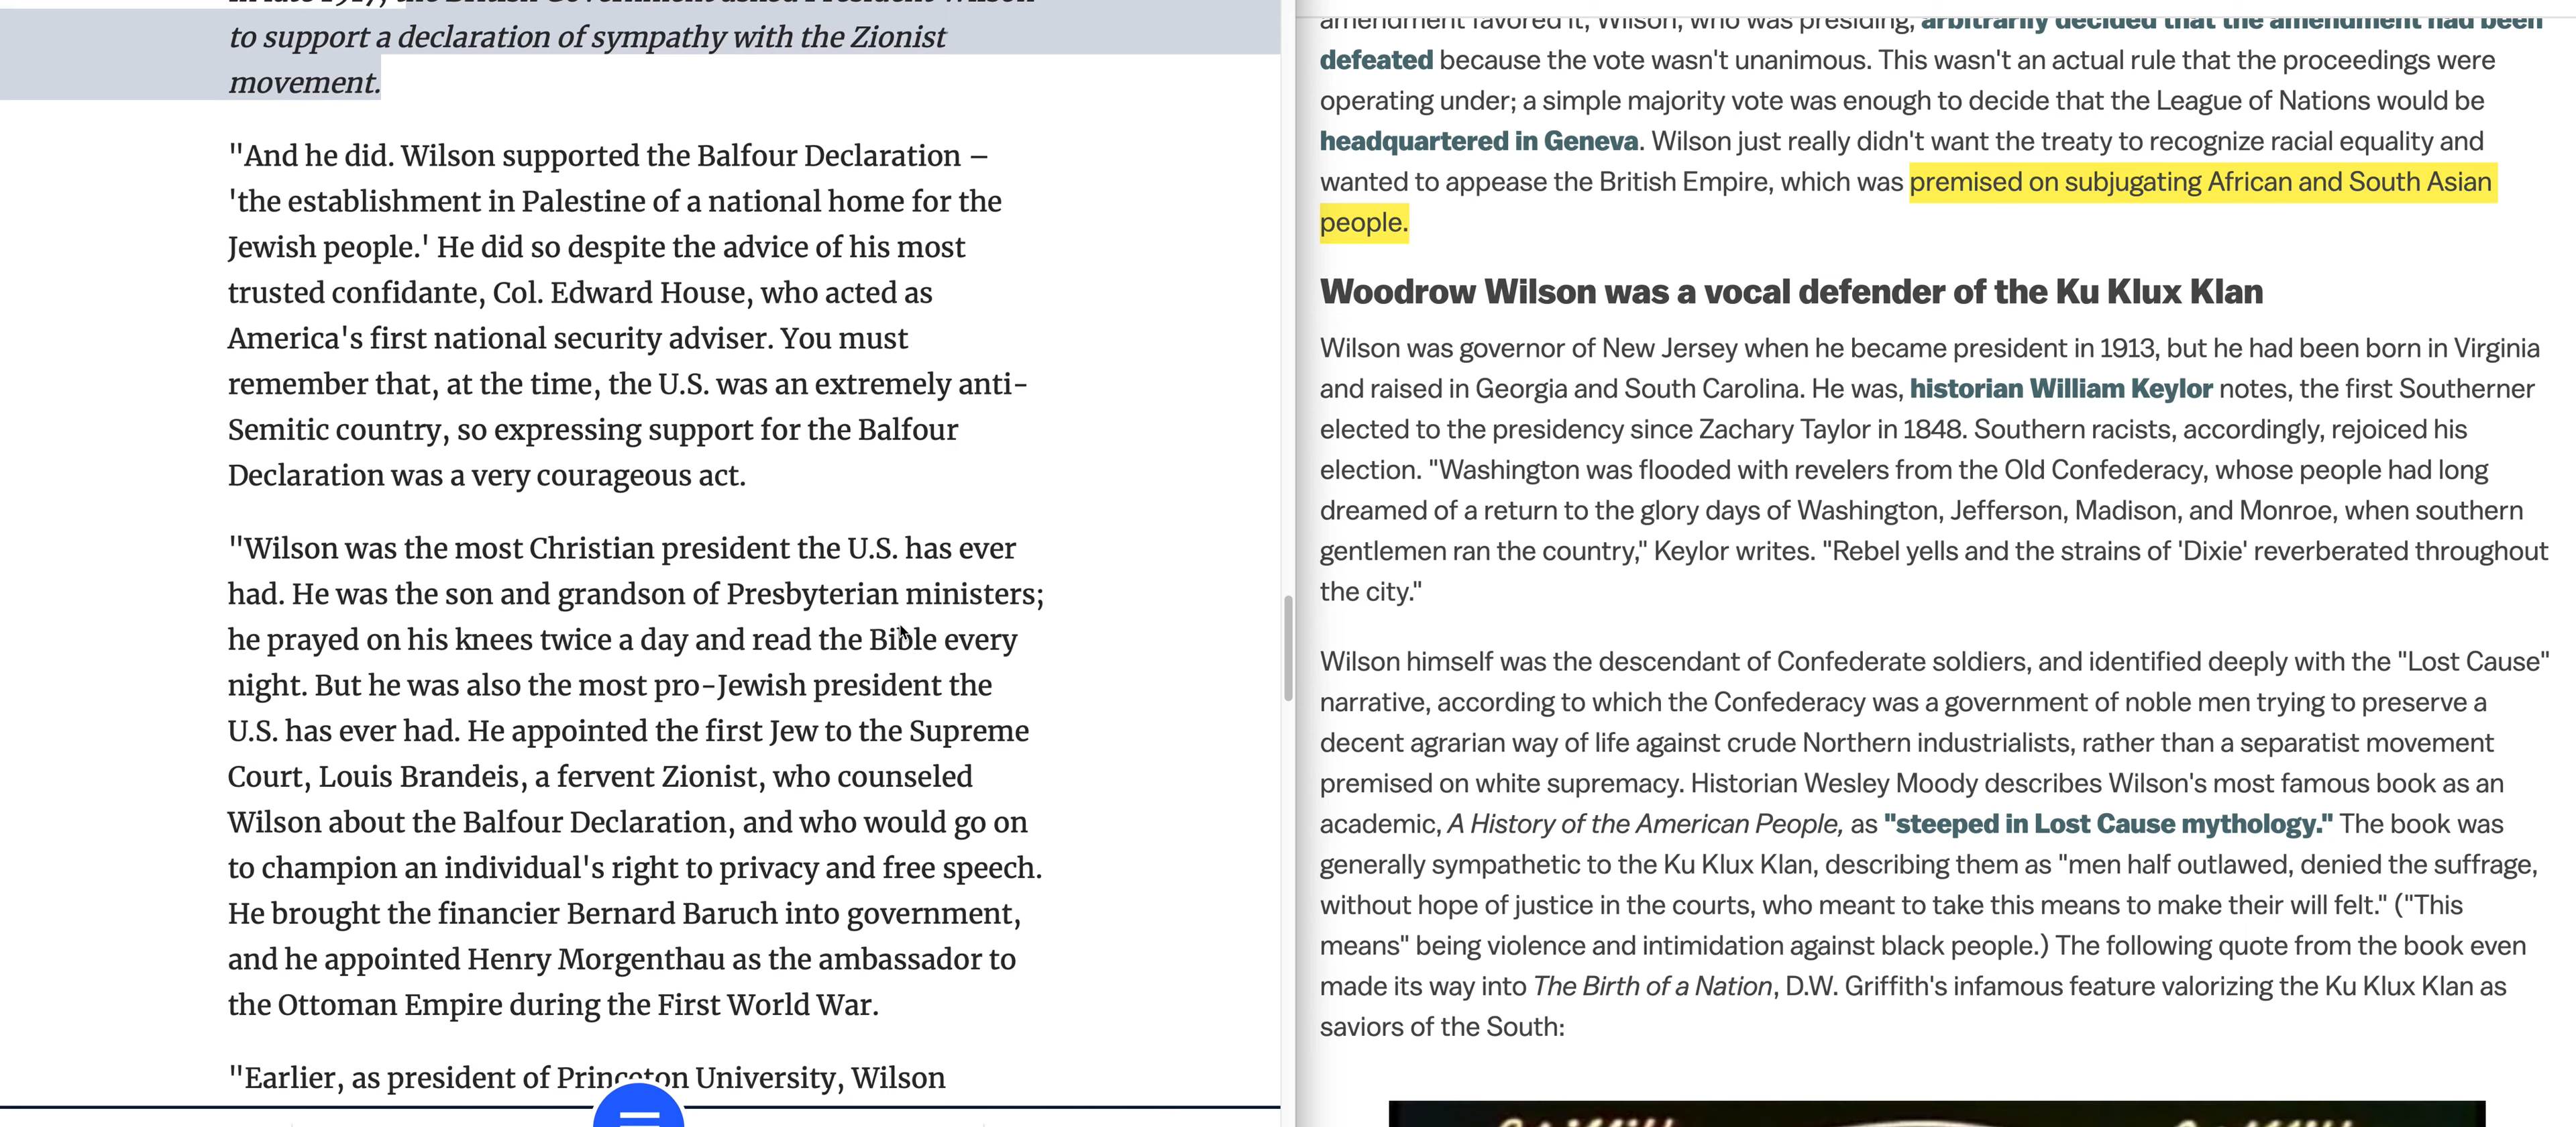 In late 1917, the British Government asked President Wilson
to support a declaration of sympathy with the Zionist
movement.
"And he did. Wilson supported the Balfour Declaration –
'the establishment in Palestine of a national home for the
Jewish people.' He did so despite the advice of his most
trusted confidante, Col. Edward House, who acted as
America's first national security adviser. You must
remember that, at the time, the U.S. was an extremely anti-
Semitic country, so expressing support for the Balfour
Declaration was a very courageous act.
"Wilson was the most Christian president the U.S. has ever
had. He was the son and grandson of Presbyterian ministers;
he prayed on his knees twice a day and read the Bible every
night. But he was also the most pro-Jewish president the
U.S. has ever had. He appointed the first Jew to the Supreme
Court, Louis Brandeis, a fervent Zionist, who counseled
Wilson about the Balfour Declaration, and who would go on
to champion an individual's right to privacy and free speech.
He brought the financier Bernard Baruch into government,
and he appointed Henry Morgenthau as the ambassador to
the Ottoman Empire during the First World War.
"Earlier, as president of Princeton University, Wilson
amendment favored it, Wilson, who was presiding, arbitrarily decided that the amendment had been
defeated because the vote wasn't unanimous. This wasn't an actual rule that the proceedings were
operating under; a simple majority vote was enough to decide that the League of Nations would be
headquartered in Geneva. Wilson just really didn't want the treaty to recognize racial equality and
wanted to appease the British Empire, which was premised on subjugating African and South Asian
people.
Woodrow Wilson was a vocal defender of the Ku Klux Klan
Wilson was governor of New Jersey when he became president in 1913, but he had been born in Virginia
and raised in Georgia and South Carolina. He was, historian William Keylor notes, the first Southerner
elected to the presidency since Zachary Taylor in 1848. Southern racists, accordingly, rejoiced his
election. "Washington was flooded with revelers from the Old Confederacy, whose people had long
dreamed of a return to the glory days of Washington, Jefferson, Madison, and Monroe, when southern
gentlemen ran the country," Keylor writes. "Rebel yells and the strains of 'Dixie' reverberated throughout
the city."
Wilson himself was the descendant of Confederate soldiers, and identified deeply with the "Lost Cause"
narrative, according to which the Confederacy was a government of noble men trying to preserve a
decent agrarian way of life against crude Northern industrialists, rather than a separatist movement
premised on white supremacy. Historian Wesley Moody describes Wilson's most famous book as an
academic, A History of the American People, as "steeped in Lost Cause mythology." The book was
generally sympathetic to the Ku Klux Klan, describing them as "men half outlawed, denied the suffrage,
without hope of justice in the courts, who meant to take this means to make their will felt." ("This
means" being violence and intimidation against black people.) The following quote from the book even
made its way into The Birth of a Nation, D.W. Griffith's infamous feature valorizing the Ku Klux Klan as
saviors of the South: